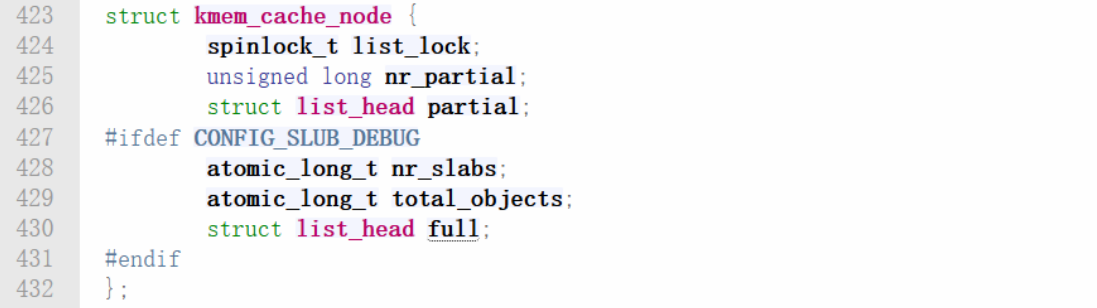 423 struct kmem_cache_node {
424 spinlock_t list_lock;
425 unsigned long nr_partial;
426 struct list_head partial;
427 #ifdef CONFIG_SLUB_DEBUG
428 atomic_long_t nr_slabs;
429 atomic_long_t total_objects;
430 struct list_head full;
431 #endif
432 };